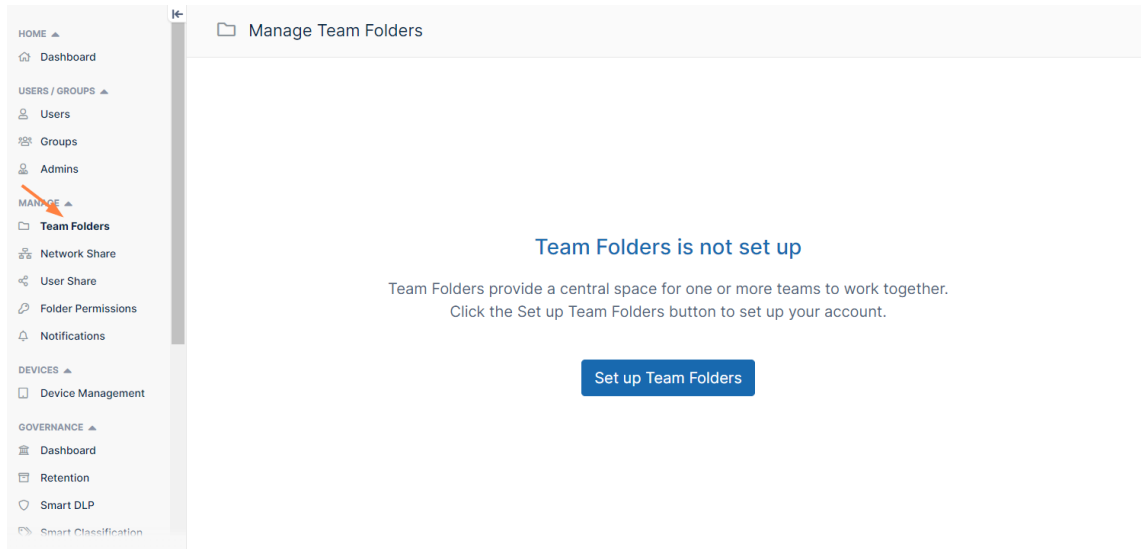 HOME
Dashboard
USERS / GROUPS
Users
Groups
Admins
MANAGE
Team Folders
Network Share
User Share
Folder Permissions
Notifications
DEVICES
Device Management
GOVERNANCE
Dashboard
Retention
Smart DLP
Smart Classification
Manage Team Folders
Team Folders is not set up
Team Folders provide a central space for one or more teams to work together.
Click the Set up Team Folders button to set up your account.
Set up Team Folders